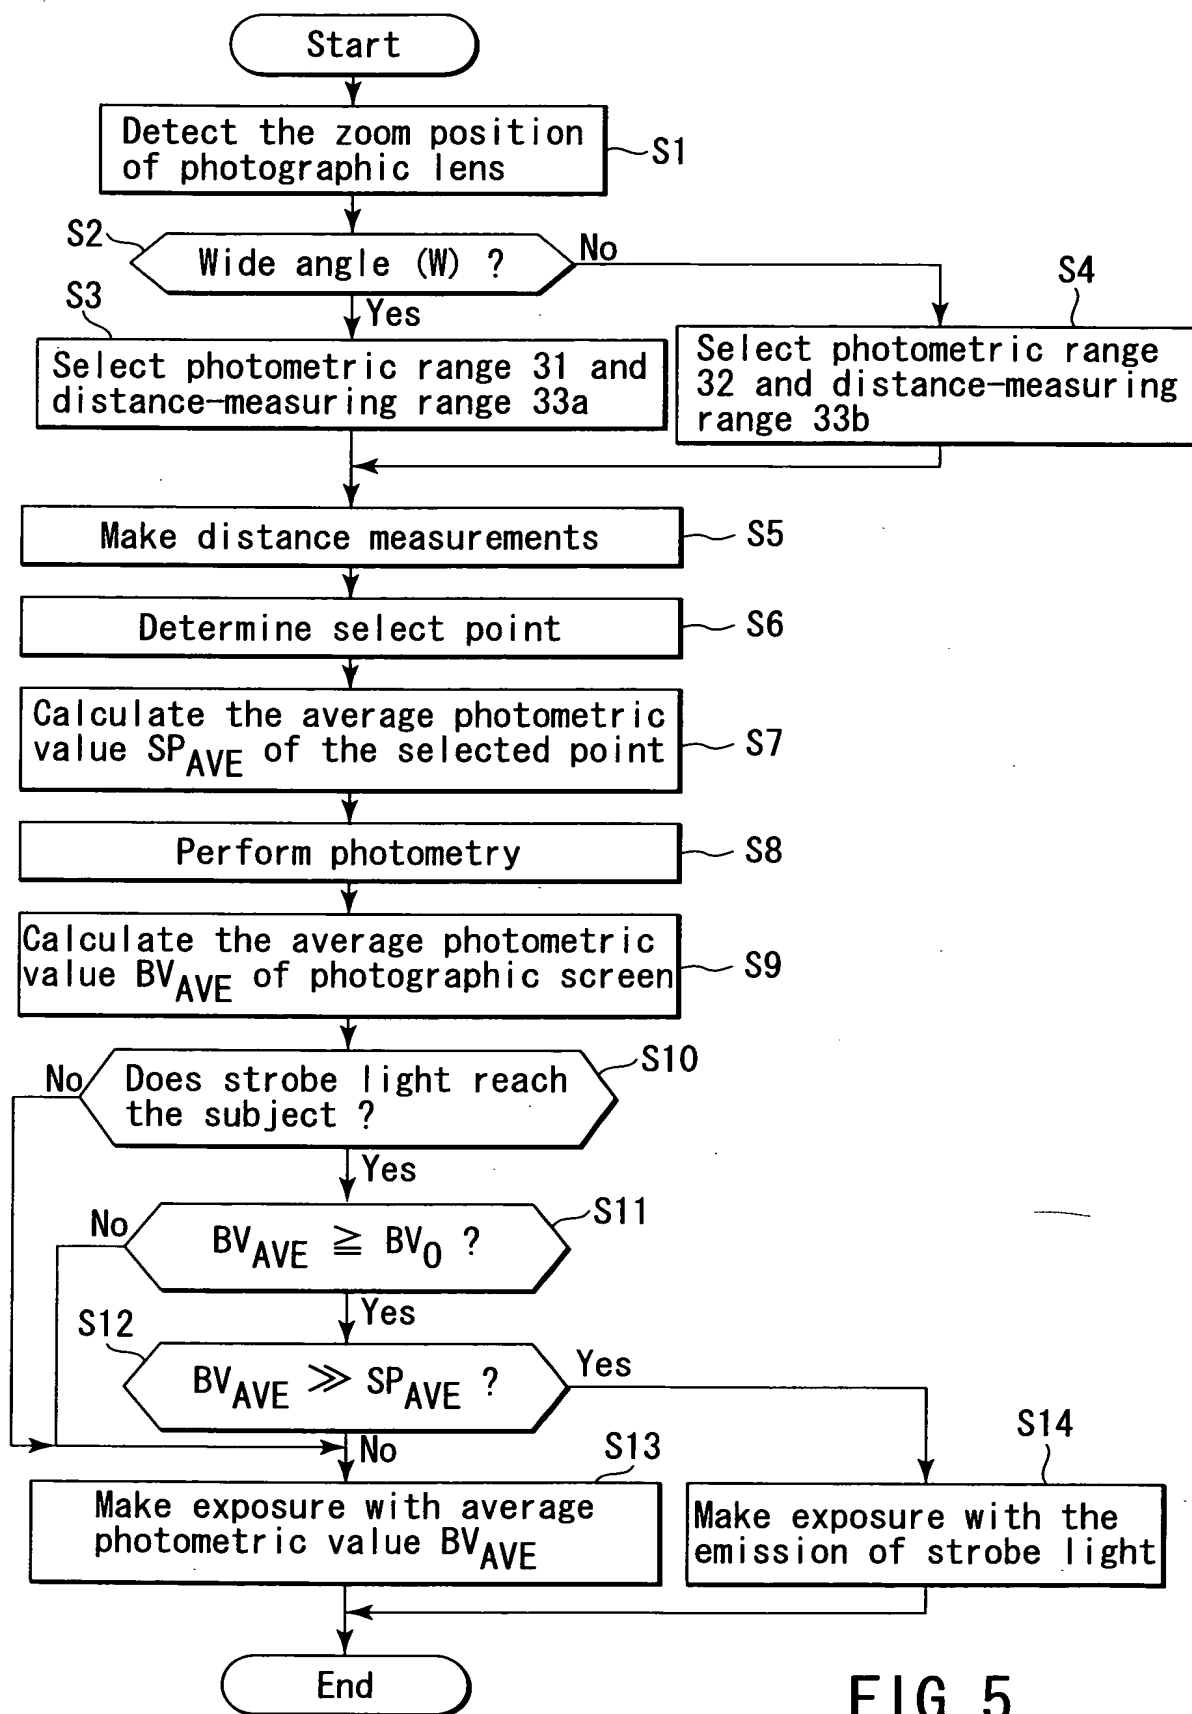 Start
Detect the zoom position
of photographic lens
S1
S2
Wide angle (W) ?
No
S3
Yes
S4
Select photometric range 31 and
distance-measuring range 33a
Select photometric range
32 and distance-measuring
range 33b
Make distance measurements
S5
Determine select point
S6
Calculate the average photometric
value SPAVE of the selected point
S7
Perform photometry
S8
Calculate the average photometric
value BVAVE of photographic screen
S9
S10
No
Does strobe light reach
the subject ?
Yes
S11
No
BVAVE ≧ BV0 ?
Yes
S12
BVAVE ≫ SPAVE ?
Yes
No
S13
S14
Make exposure with average
photometric value BVAVE
Make exposure with the
emission of strobe light
End
FIG 5